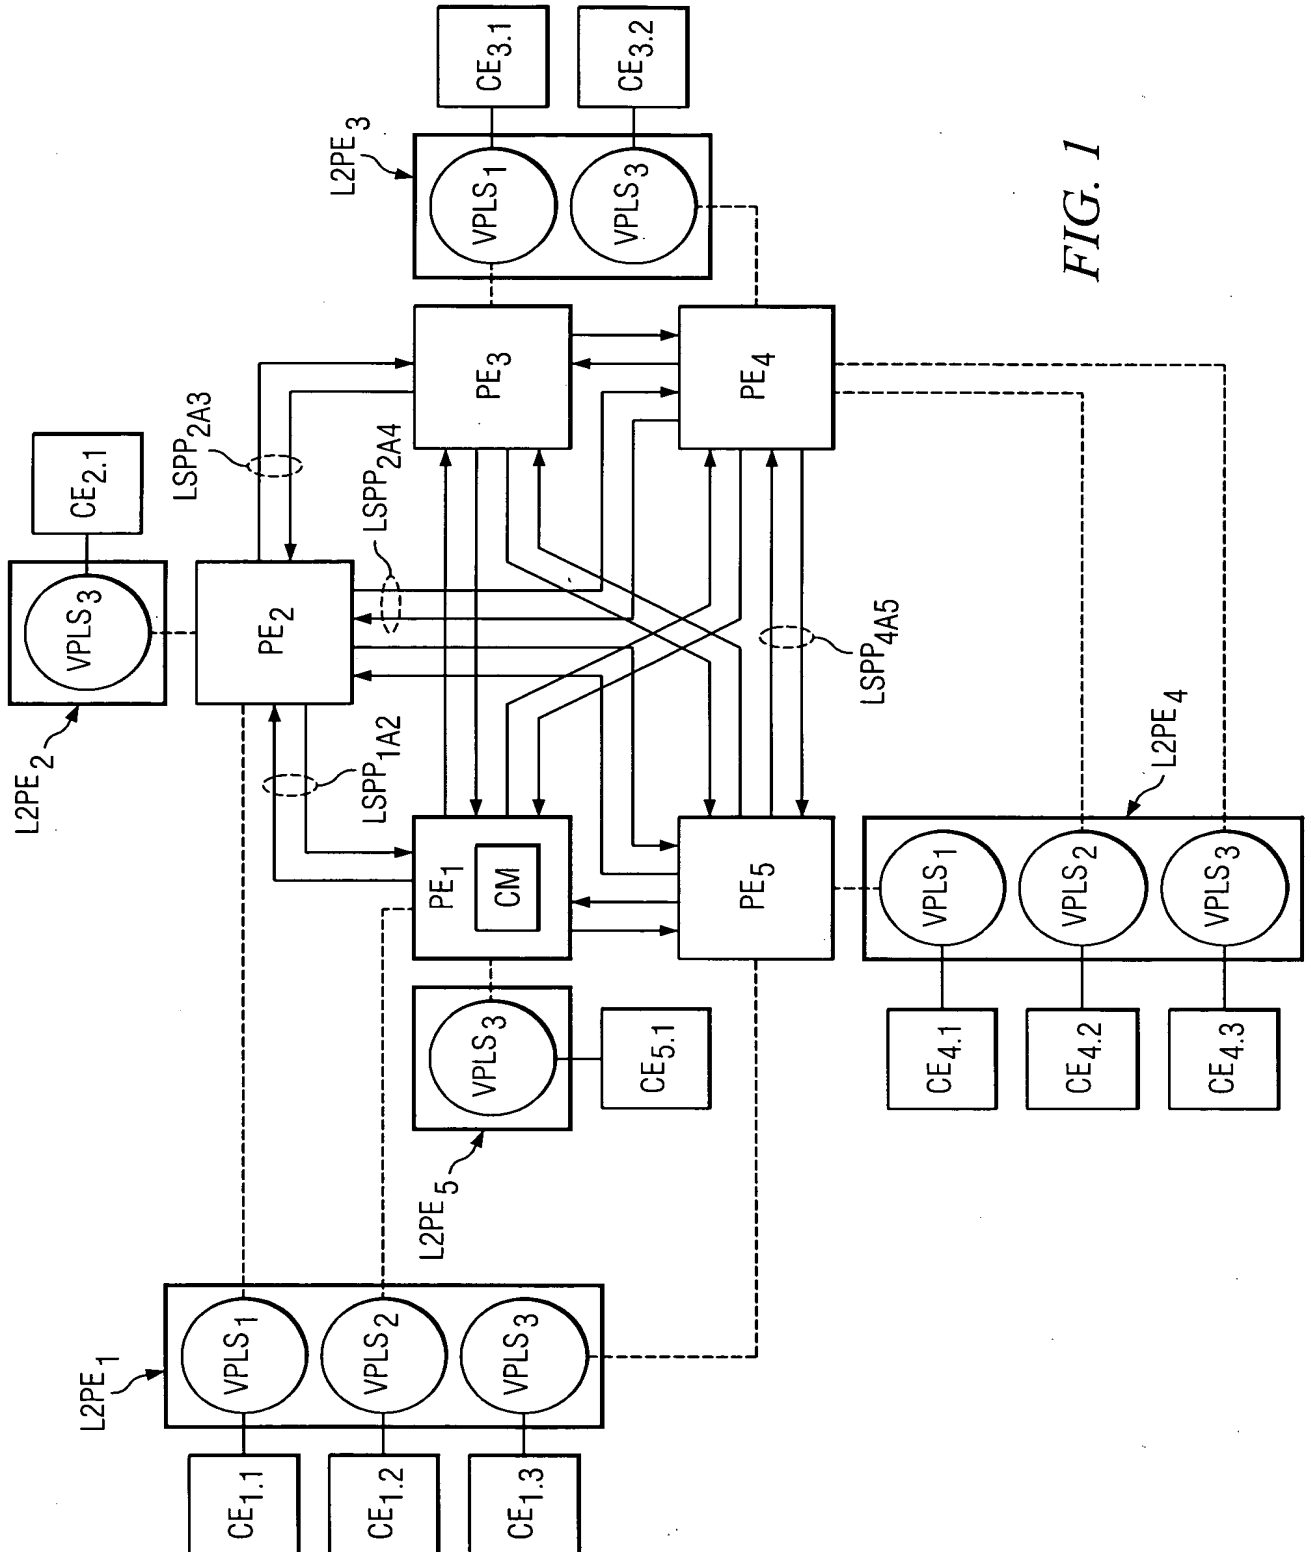 CE1.1
CE1.2
CE1.3
L2PE1
VPLS1
VPLS2
VPLS3
L2PE5
VPLS3
CE5.1
L2PE2
VPLS3
CE2.1
PE2
LSPP1A2
LSPP2A3
LSPP2A4
PE1
CM
PE5
LSPP4A5
PE3
PE4
L2PE3
VPLS1
VPLS3
CE3.1
CE3.2
L2PE4
VPLS1
VPLS2
VPLS3
CE4.1
CE4.2
CE4.3
FIG. 1